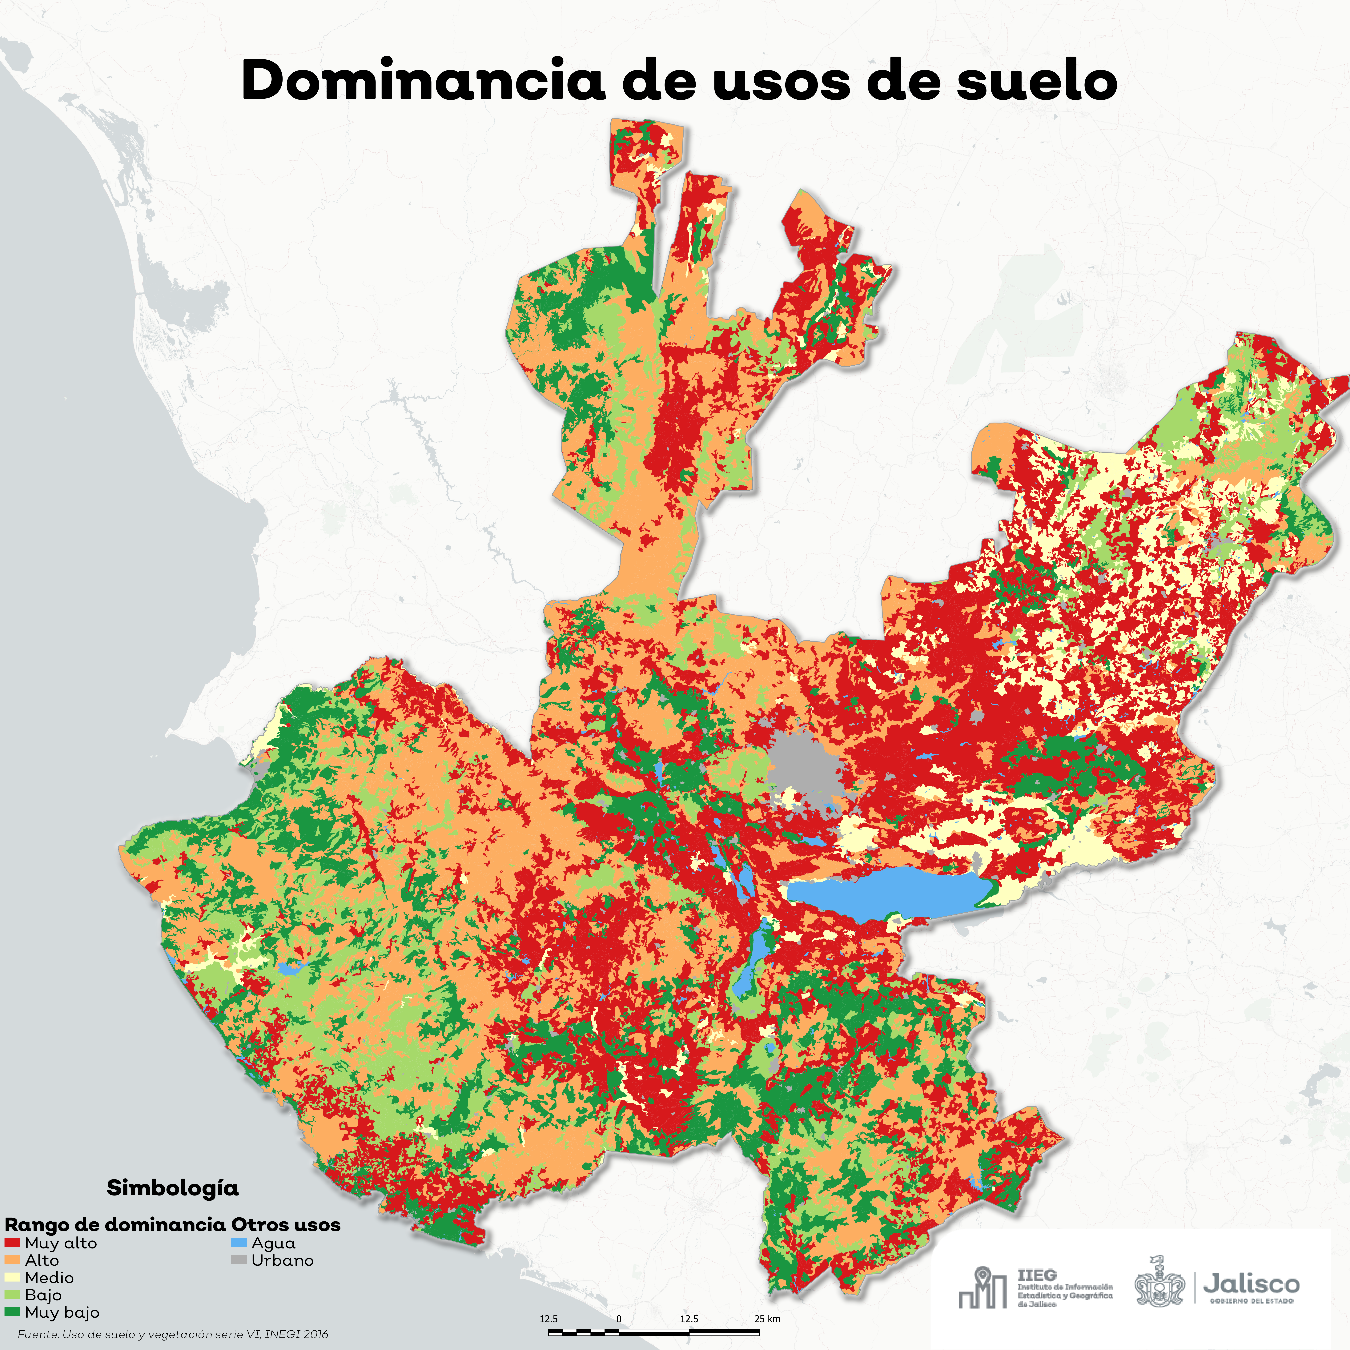 Dominancia de usos de suelo
Simbología
Rango de dominancia Otros usos
Muy alto
Agua
Alto
Urbano
Medio
Bajo
Muy bajo
Fuente. Uso de suelo y vegetación serie VI, INEGI 2016
12.5 0 12.5 25 km
IIEG
Instituto de Información
Estadística y Geográfica
de Jalisco
Jalisco
GOBIERNO DEL ESTADO